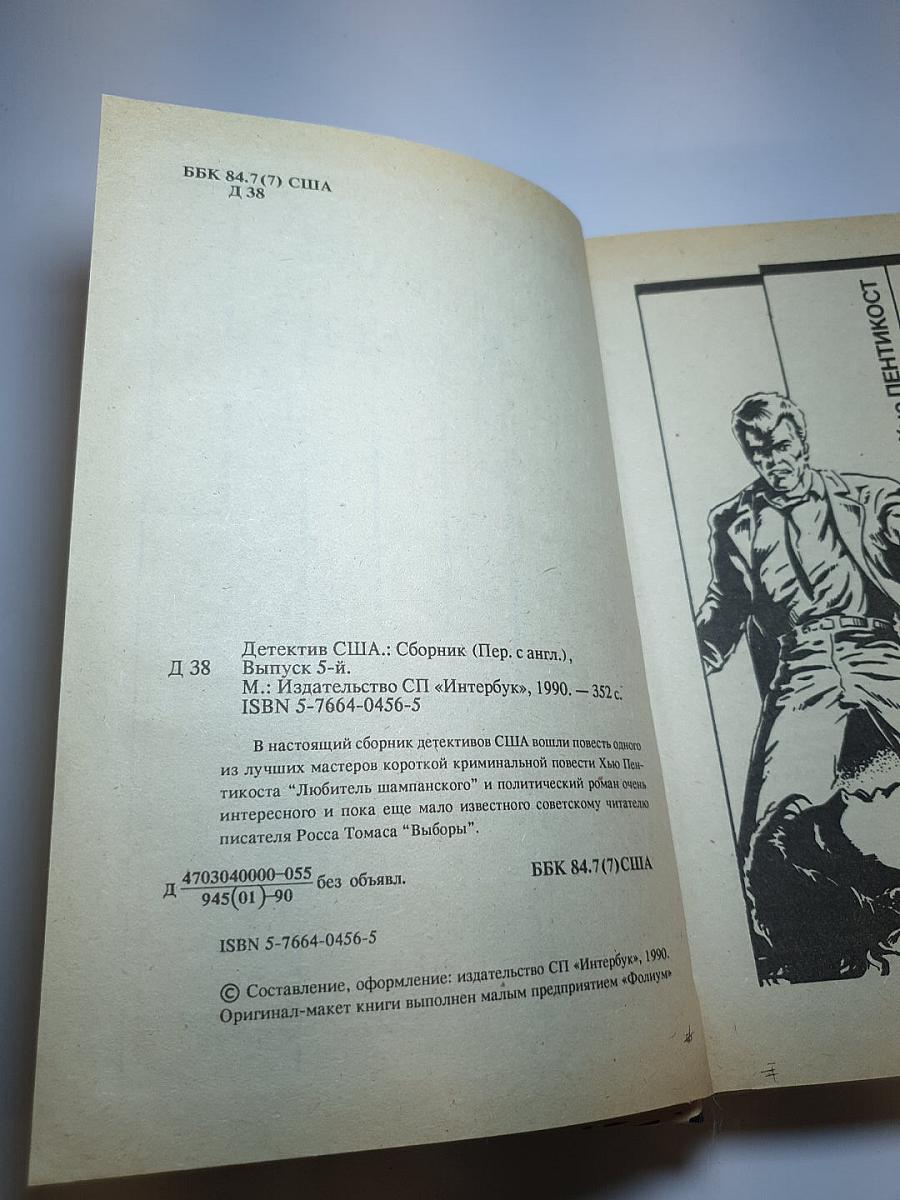 ББК 84.7(7) США
Д 38
Детектив США.: Сборник (Пер. с англ.),
Д 38 Выпуск 5-й.
М.: Издательство СП «Интербук», 1990. — 352 с.
ISBN 5-7664-0456-5
В настоящий сборник детективов США вошли повесть одного
из лучших мастеров короткой криминальной повести Хью Пен-
тикоста "Любитель шампанского" и политический роман очень
интересного и пока еще мало известного советскому читателю
писателя Росса Томаса "Выборы".
Д 4703040000-055 без объявл.
945(01)-90
ББК 84.7(7)США
ISBN 5-7664-0456-5
© Составление, оформление: издательство СП «Интербук», 1990.
Оригинал-макет книги выполнен малым предприятием «Фолиум»
ПЕНТИКОСТ